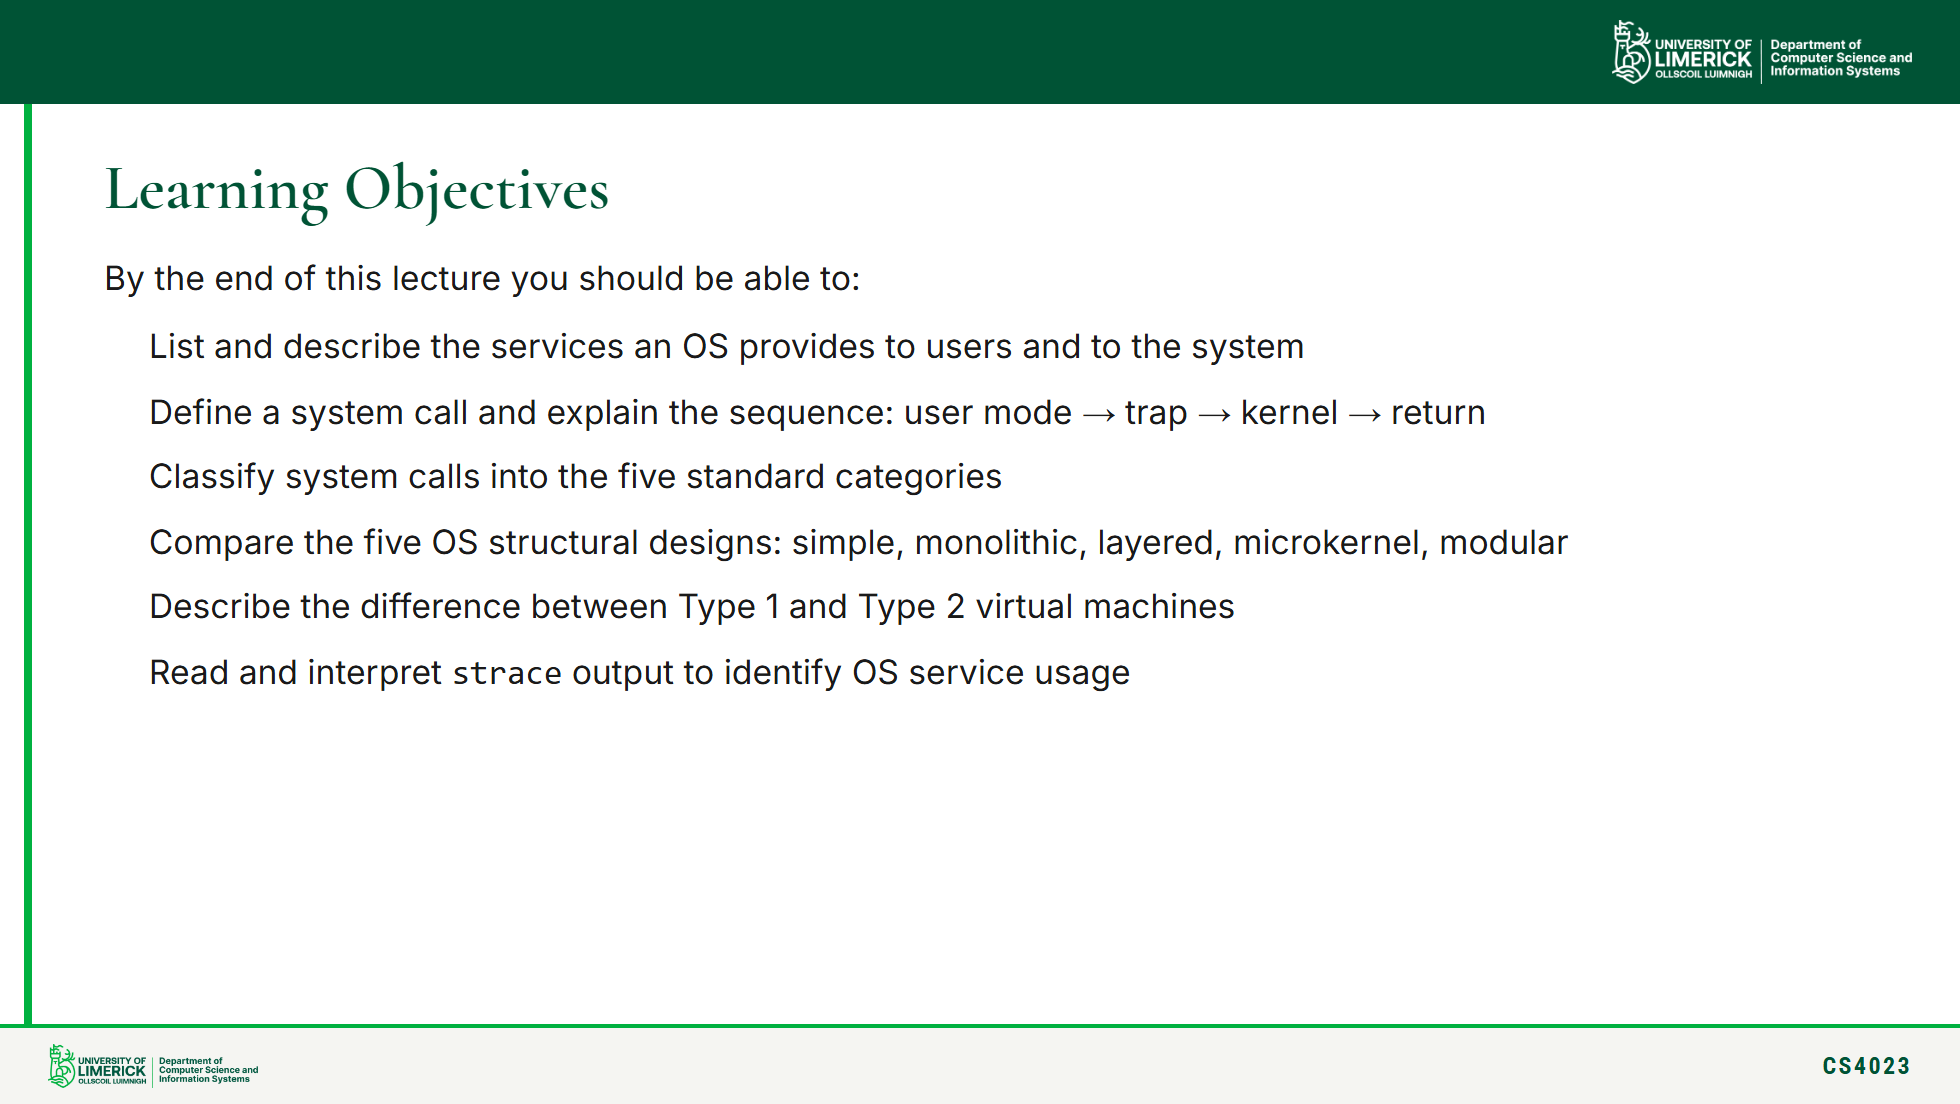 UNIVERSITY OF
LIMERICK
OLLSCOIL LUIMNIGH
Department of
Computer Science and
Information Systems
Learning Objectives
By the end of this lecture you should be able to:
List and describe the services an OS provides to users and to the system
Define a system call and explain the sequence: user mode → trap → kernel → return
Classify system calls into the five standard categories
Compare the five OS structural designs: simple, monolithic, layered, microkernel, modular
Describe the difference between Type 1 and Type 2 virtual machines
Read and interpret strace output to identify OS service usage
UNIVERSITY OF
LIMERICK
OLLSCOIL LUIMNIGH
Department of
Computer Science and
Information Systems
CS4023